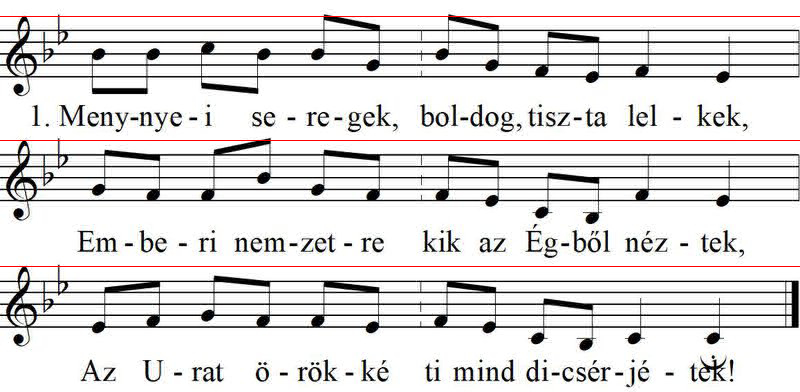 1. Meny-nye - i se - re - gek, bol-dog, tisz-ta lel - kek,
Em - be - ri nem-zet - re kik az Ég-ből néz - tek,
Az U - rat ö - rök - ké ti mind di-csér-jé - tek!